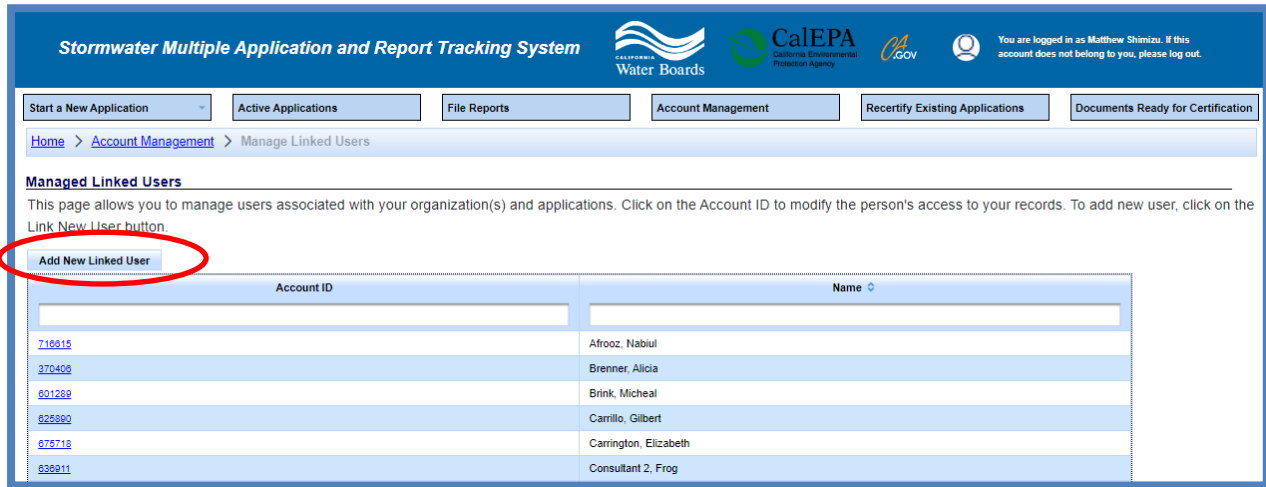 Stormwater Multiple Application and Report Tracking System
CALIFORNIA
Water Boards
CalEPA
California Environmental
Protection Agency
CA
.GOV
You are logged in as Matthew Shimizu. If this
account does not belong to you, please log out.
Start a New Application
Active Applications
File Reports
Account Management
Recertify Existing Applications
Documents Ready for Certification
Home > Account Management > Manage Linked Users
Managed Linked Users
This page allows you to manage users associated with your organization(s) and applications. Click on the Account ID to modify the person's access to your records. To add new user, click on the
Link New User button.
Add New Linked User
Account ID Name
716615 Afrooz, Nabiul
370406 Brenner, Alicia
601289 Brink, Micheal
625890 Carrillo, Gilbert
675718 Carrington, Elizabeth
636911 Consultant 2, Frog